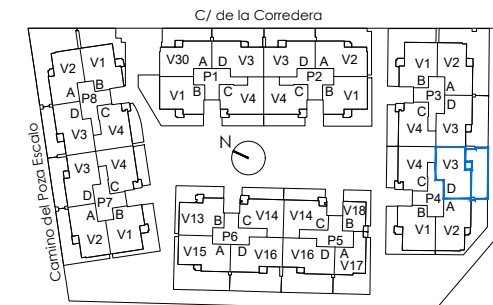 C/ de la Corredera
V2 V1 V30 A D V3 V3 D A V2 V1 V2
A B P8 P1 P2 B A P3
D C V1 B C V4 V4 C B V1 C D
V3 V4 V4 V3
Camino del Poza Escalo
N
V3 V4 V4 V3
D C P7 C D P4
A B B A
V2 V1 V1 V2
V13 B C V14 V14 C B V18
P6 P5
V15 A D V16 V16 D A V17